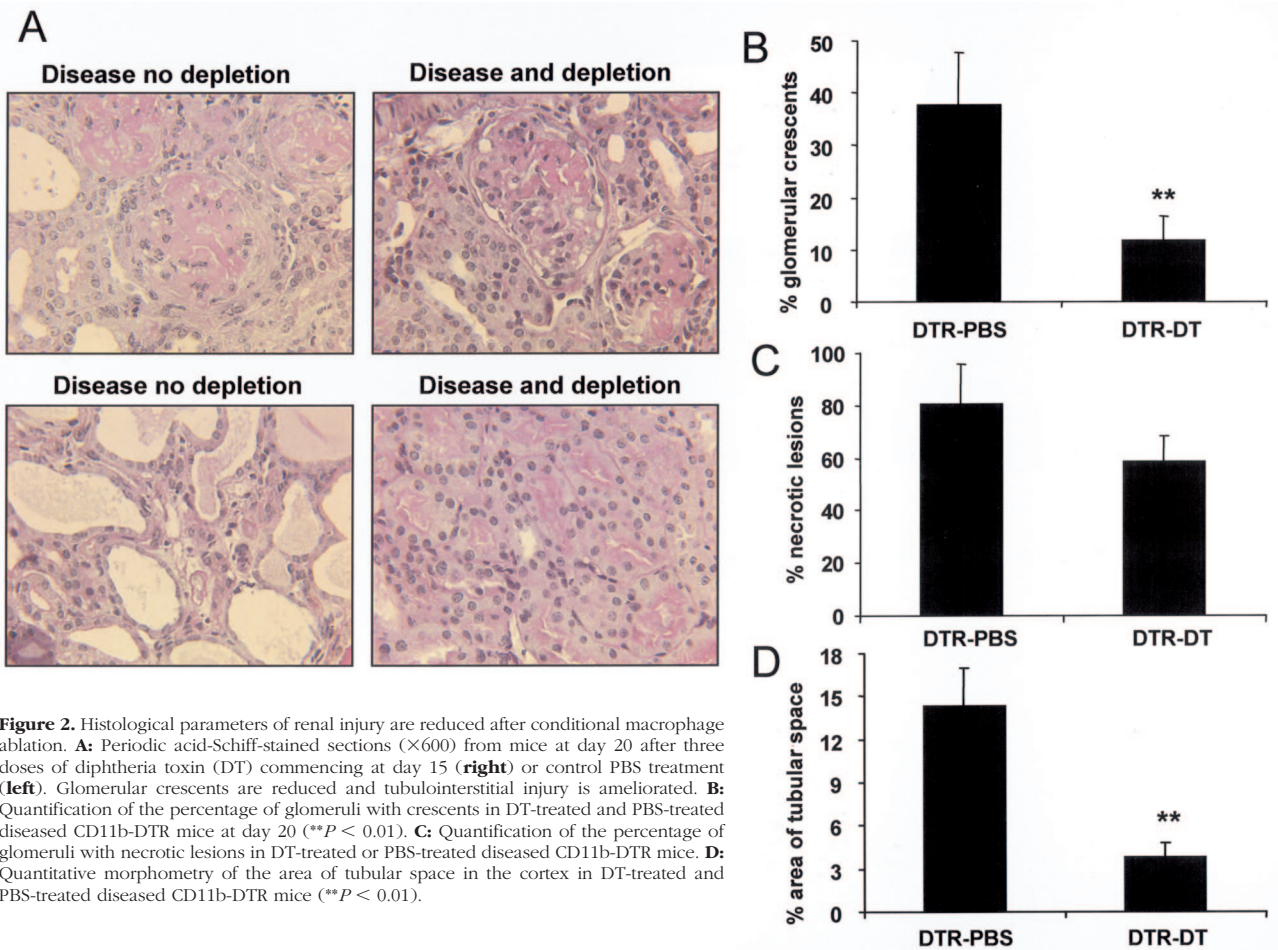 A
Disease no depletion
Disease and depletion
Disease no depletion
Disease and depletion
Figure 2. Histological parameters of renal injury are reduced after conditional macrophage
ablation. A: Periodic acid-Schiff-stained sections (×600) from mice at day 20 after three
doses of diphtheria toxin (DT) commencing at day 15 (right) or control PBS treatment
(left). Glomerular crescents are reduced and tubulointerstitial injury is ameliorated. B:
Quantification of the percentage of glomeruli with crescents in DT-treated and PBS-treated
diseased CD11b-DTR mice at day 20 (**P < 0.01). C: Quantification of the percentage of
glomeruli with necrotic lesions in DT-treated or PBS-treated diseased CD11b-DTR mice. D:
Quantitative morphometry of the area of tubular space in the cortex in DT-treated and
PBS-treated diseased CD11b-DTR mice (**P < 0.01).
B
% glomerular crescents
50
40
30
20
10
0
**
DTR-PBS DTR-DT
C
% necrotic lesions
100
80
60
40
20
0
DTR-PBS DTR-DT
D
% area of tubular space
18
15
12
9
6
3
0
**
DTR-PBS DTR-DT